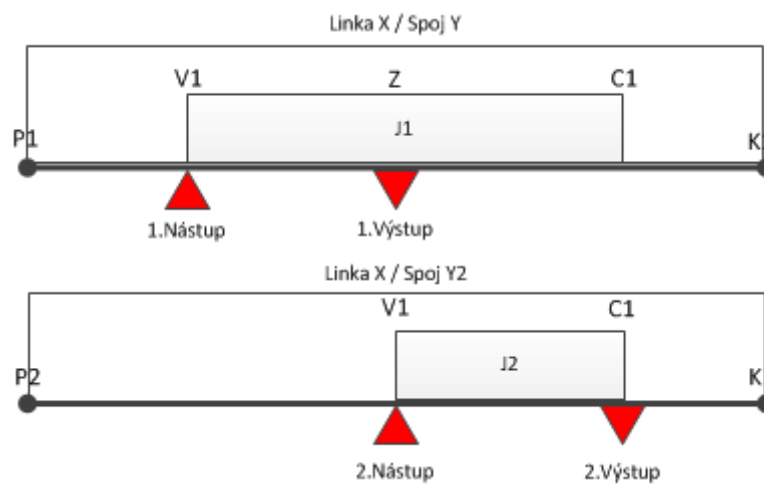 Linka X / Spoj Y
V1 Z C1
J1
P1
1.Nástup 1.Výstup
Linka X / Spoj Y2
V1 C1
J2
P2 K
2.Nástup 2.Výstup